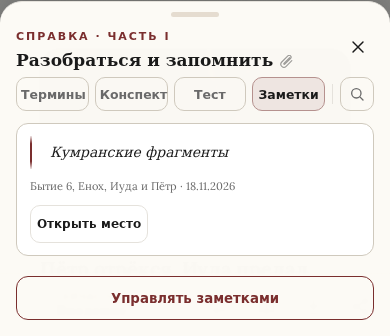 СПРАВКА · ЧАСТЬ I
Разобраться и запомнить
Термины Конспект Тест Заметки
Кумранские фрагменты
Бытие 6, Енох, Иуда и Пётр · 18.11.2026
Открыть место
Управлять заметками